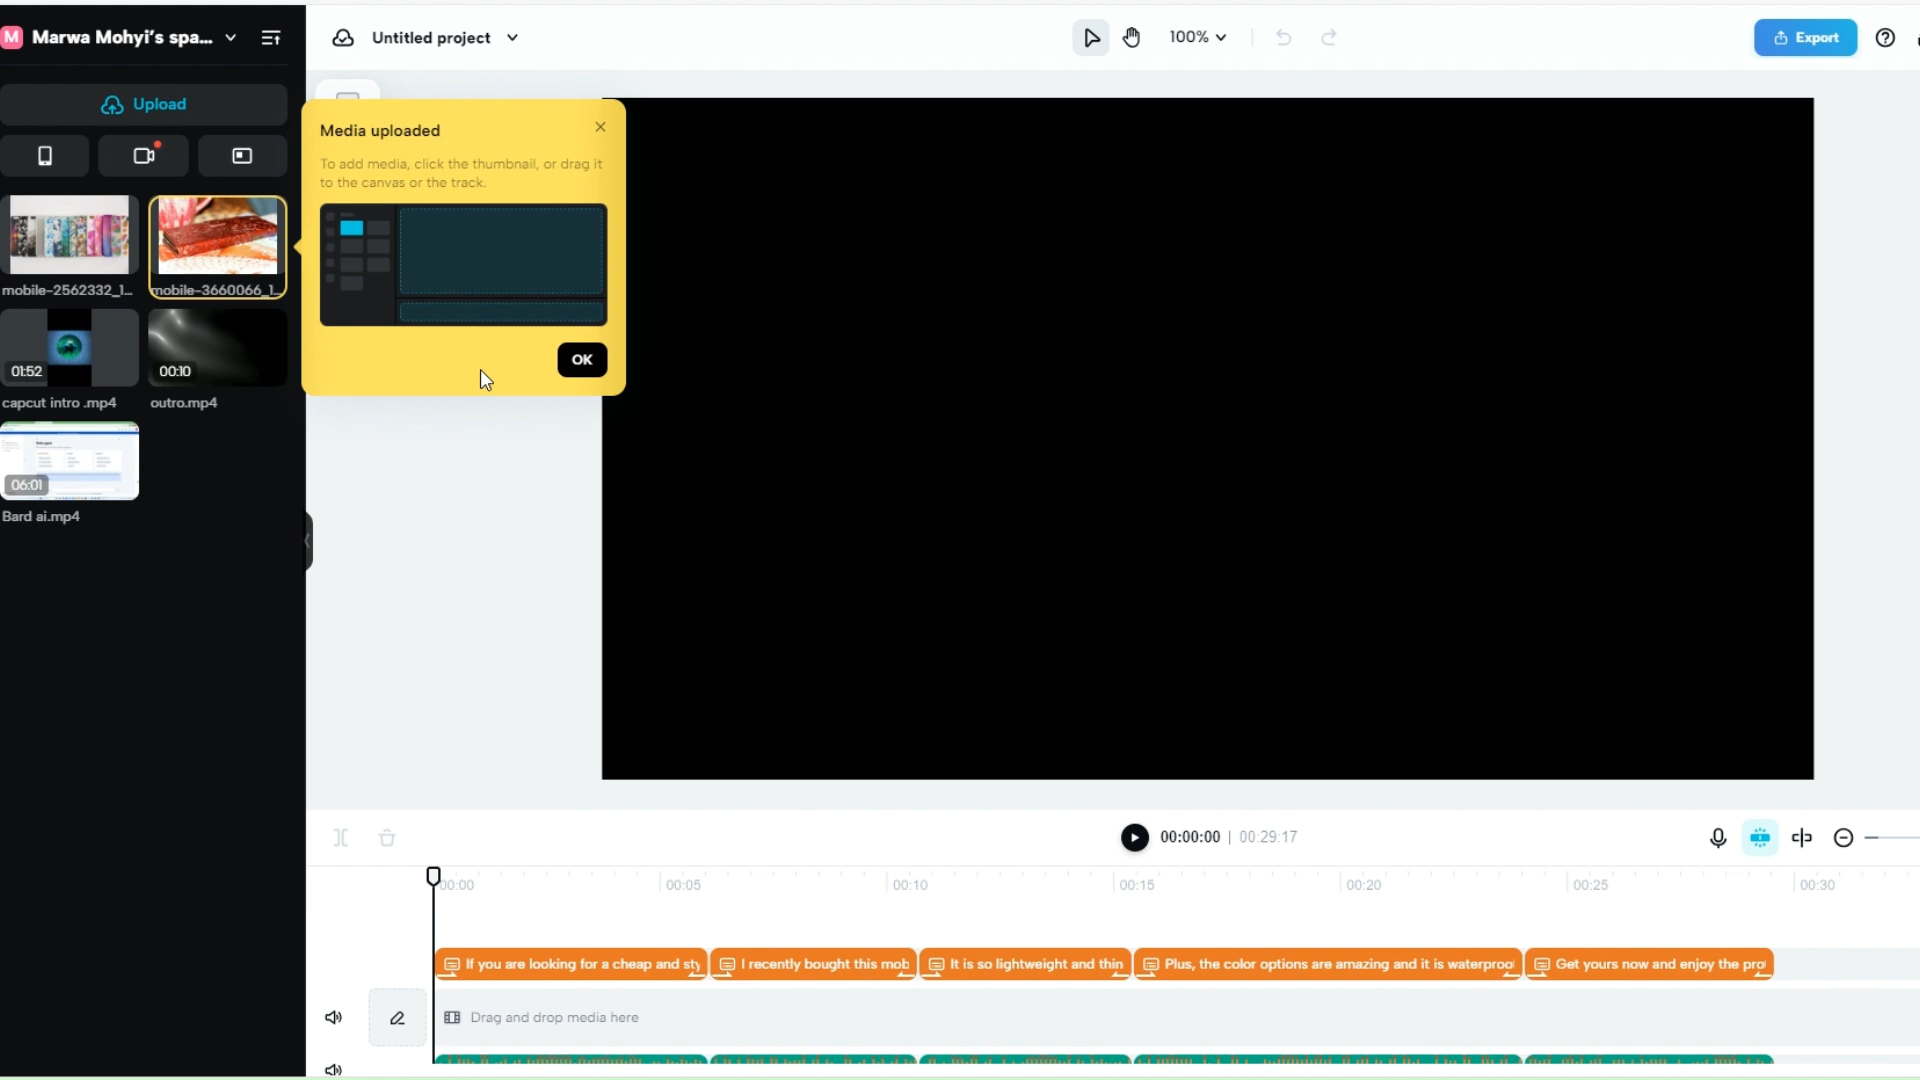 M Marwa Mohyi's spa...
Untitled project
100%
Export
Upload
Media uploaded
To add media, click the thumbnail, or drag it
to the canvas or the track.
OK
mobile-2562332_1...
mobile-3660066_1...
01:52
00:10
capcut intro .mp4
outro.mp4
06:01
Bard ai.mp4
00:00:00 | 00:29:17
00:00
00:05
00:10
00:15
00:20
00:25
00:30
If you are looking for a cheap and sty
I recently bought this mob
It is so lightweight and thin
Plus, the color options are amazing and it is waterproo
Get yours now and enjoy the pro
Drag and drop media here